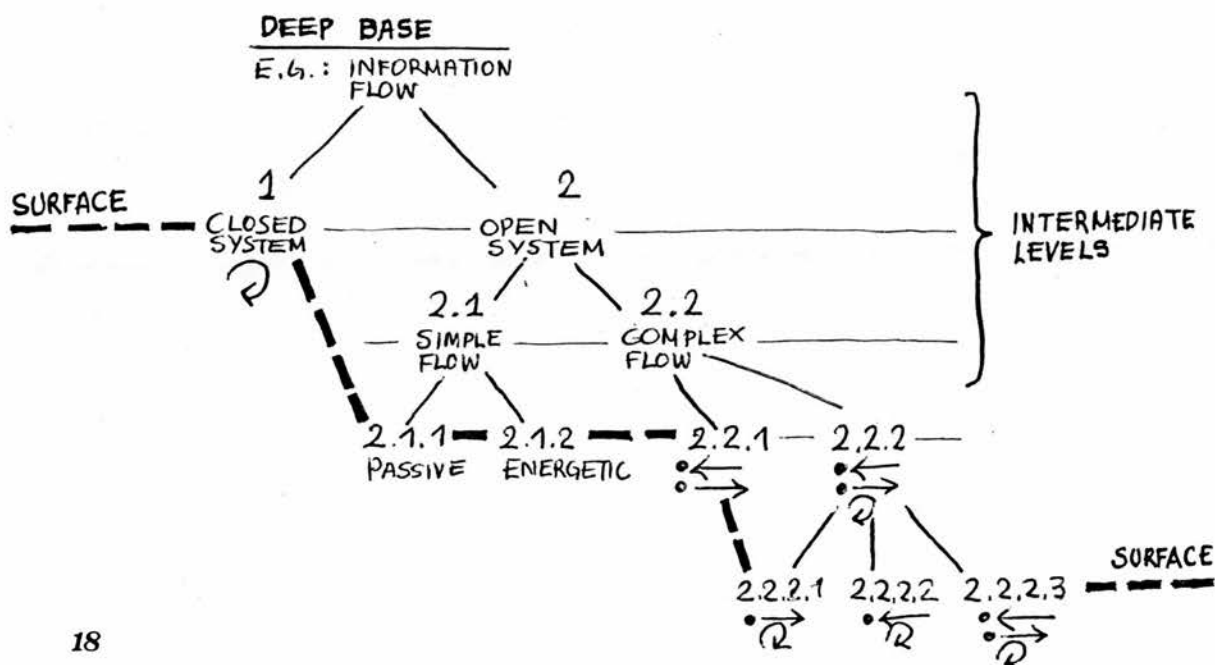 DEEP BASE
E.G.: INFORMATION
FLOW
1
2
SURFACE
CLOSED
SYSTEM
OPEN
SYSTEM
INTERMEDIATE
LEVELS
2.1
2.2
SIMPLE
FLOW
COMPLEX
FLOW
2.1.1
2.1.2
2.2.1
2.2.2
PASSIVE
ENERGETIC
SURFACE
2.2.2.1
2.2.2.2
2.2.2.3
18